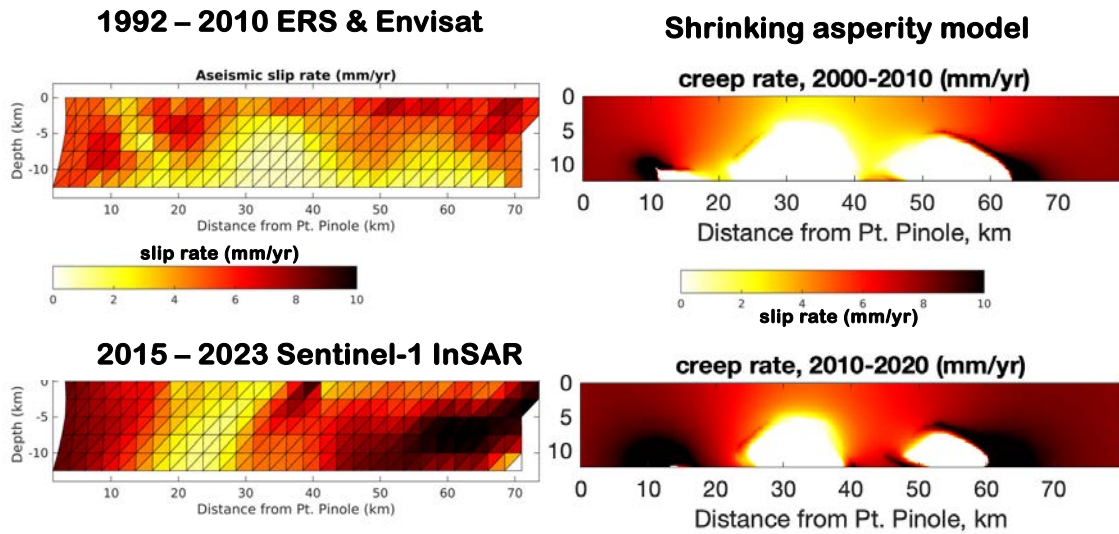 1992 – 2010 ERS & Envisat
Aseismic slip rate (mm/yr)
Depth (km)
0
-5
-10
10 20 30 40 50 60 70
Distance from Pt. Pinole (km)
slip rate (mm/yr)
0 2 4 6 8 10
2015 – 2023 Sentinel-1 InSAR
Depth (km)
0
-5
-10
10 20 30 40 50 60 70
Distance from Pt. Pinole (km)
Shrinking asperity model
creep rate, 2000-2010 (mm/yr)
0
5
10
0 10 20 30 40 50 60 70
Distance from Pt. Pinole, km
0 2 4 6 8 10
slip rate (mm/yr)
creep rate, 2010-2020 (mm/yr)
0
5
10
0 10 20 30 40 50 60 70
Distance from Pt. Pinole, km